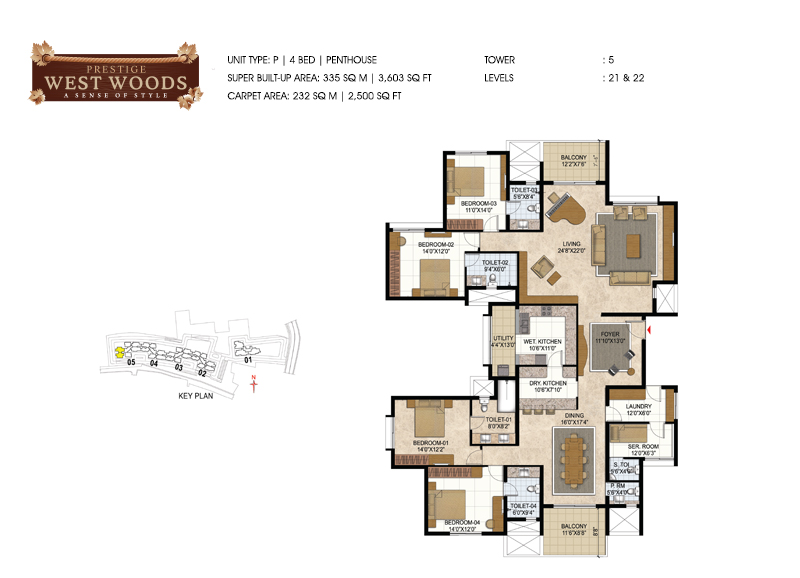 PRESTIGE
WEST WOODS
A SENSE OF STYLE
UNIT TYPE: P | 4 BED | PENTHOUSE
SUPER BUILT-UP AREA: 335 SQ M | 3,603 SQ FT
CARPET AREA: 232 SQ M | 2,500 SQ FT
TOWER : 5
LEVELS : 21 & 22
BALCONY
12'2"X7'6"
7'-6"
TOILET-03
5'6"X8'4"
BEDROOM-03
11'0"X14'0"
BEDROOM-02
14'0"X12'0"
LIVING
24'8"X22'0"
TOILET-02
9'4"X6'0"
UTILITY
4'4"X13'0"
WET. KITCHEN
10'6"X11'0"
FOYER
11'10"X13'0"
DRY. KITCHEN
10'6"X7'10"
LAUNDRY
12'0"X6'0"
DINING
16'0"X17'4"
TOILET-01
8'0"X8'2"
BEDROOM-01
14'0"X12'2"
SER. ROOM
12'0"X6'3"
S. TOI
P. RM
5'6"X4'0"
TOILET-04
6'0"X9'4"
BEDROOM-04
14'0"X12'0"
BALCONY
11'6"X8'8"
8'8"
05
04
03
02
01
N
KEY PLAN